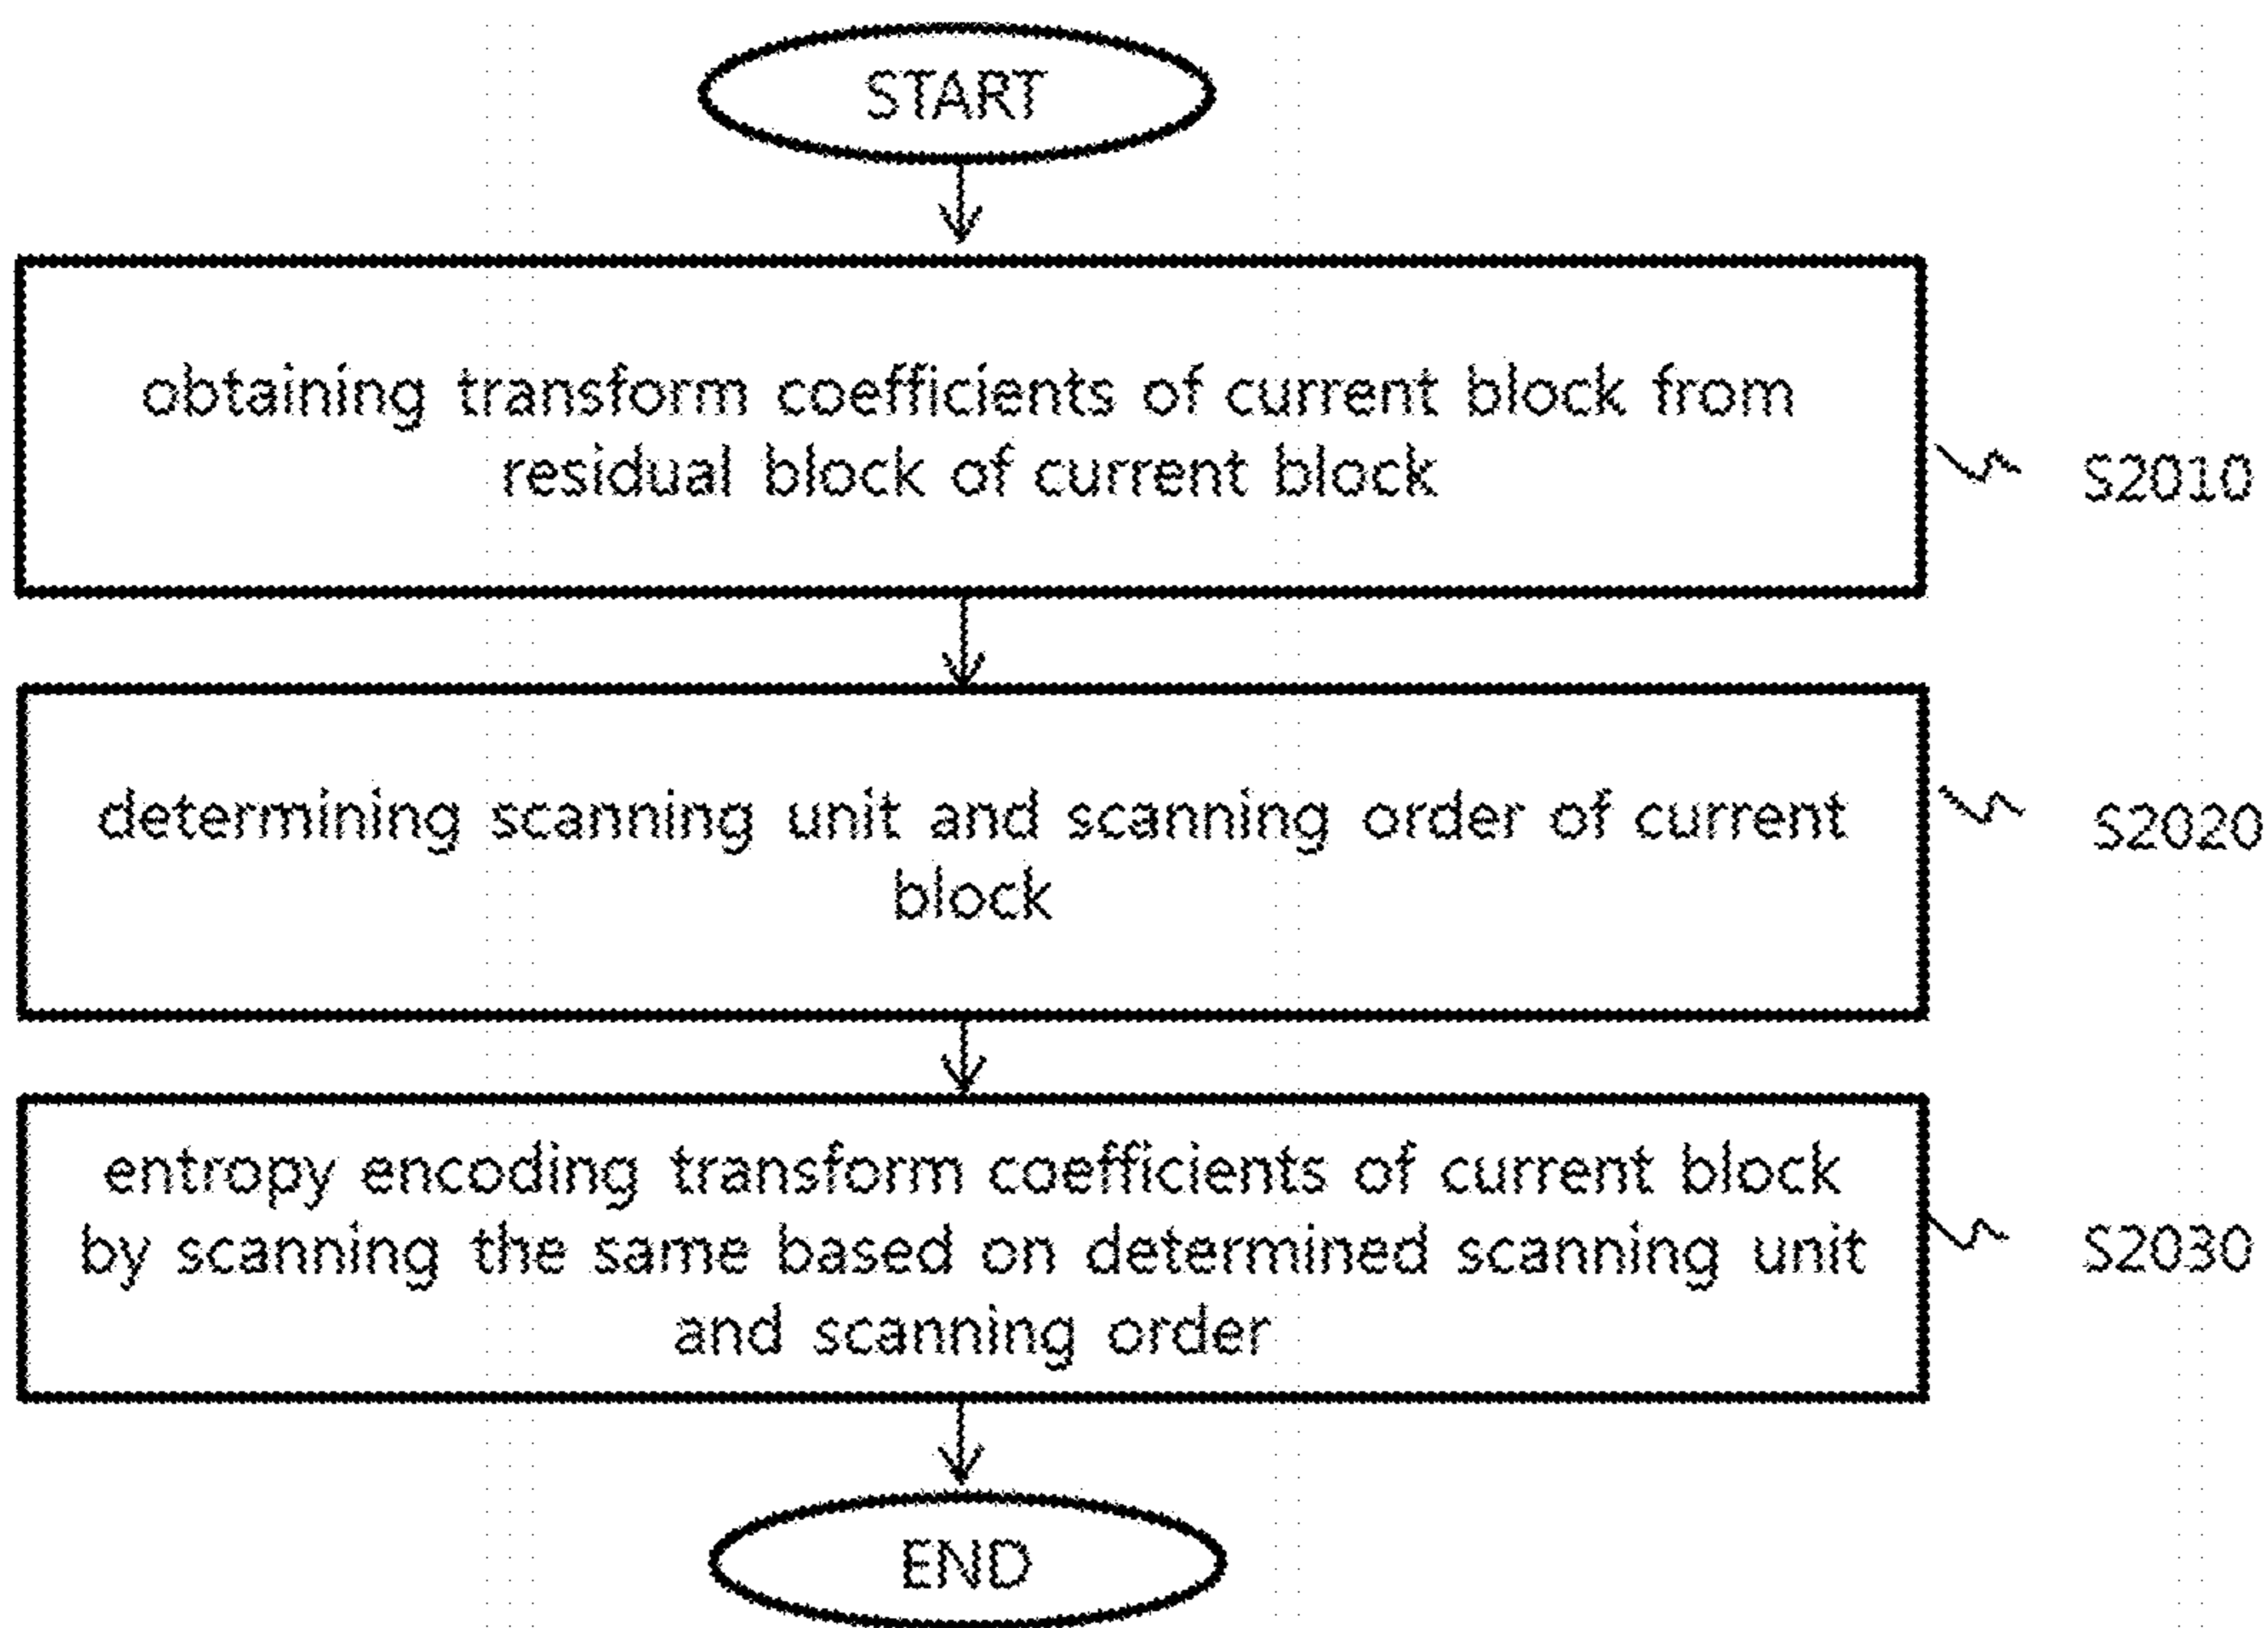 START
obtaining transform coefficients of current block from
residual block of current block
S2010
determining scanning unit and scanning order of current
block
S2020
entropy encoding transform coefficients of current block
by scanning the same based on determined scanning unit
and scanning order
S2030
END